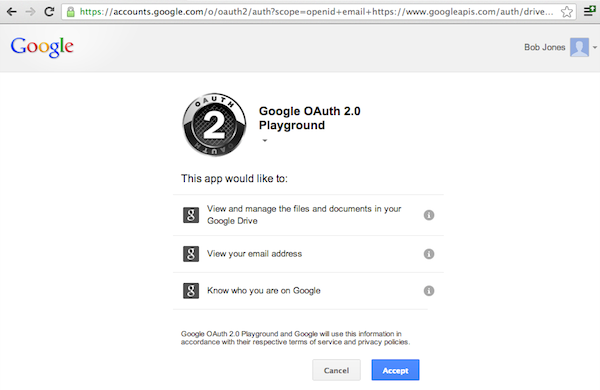 https://accounts.google.com/o/oauth2/auth?scope=openid+email+https://www.googleapis.com/auth/drive...
Google
Bob Jones
OAUTH
2
OAUTH
Google OAuth 2.0
Playground
This app would like to:
View and manage the files and documents in your
Google Drive
View your email address
Know who you are on Google
Google OAuth 2.0 Playground and Google will use this information in
accordance with their respective terms of service and privacy policies.
Cancel
Accept